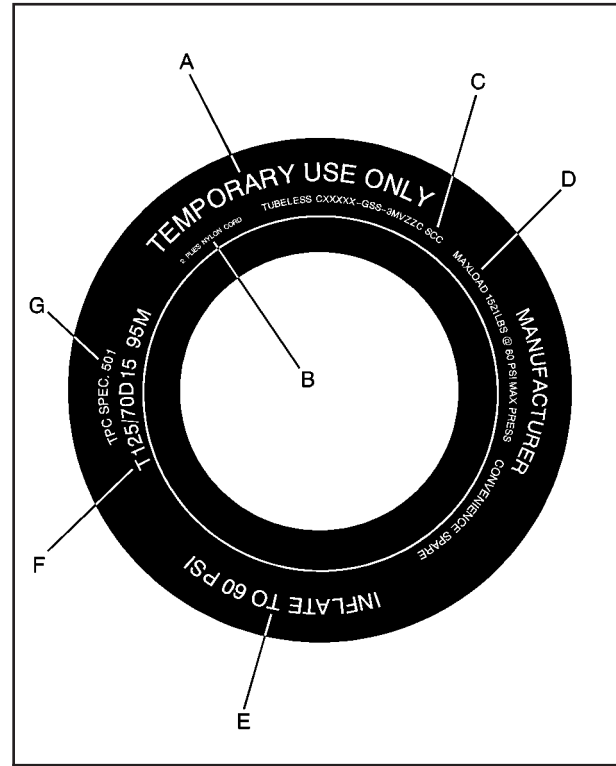 A
C
D
TEMPORARY USE ONLY
TUBELESS CXXXXX-GSS-3MVZZC SCC
2 PLIES NYLON CORD
MAXLOAD 1521LBS @ 60 PSI MAX PRESS
MANUFACTURER
G
TPC SPEC. 501
T125/70D15 95M
B
CONVENIENCE SPARE
F
INFLATE TO 60 PSI
E